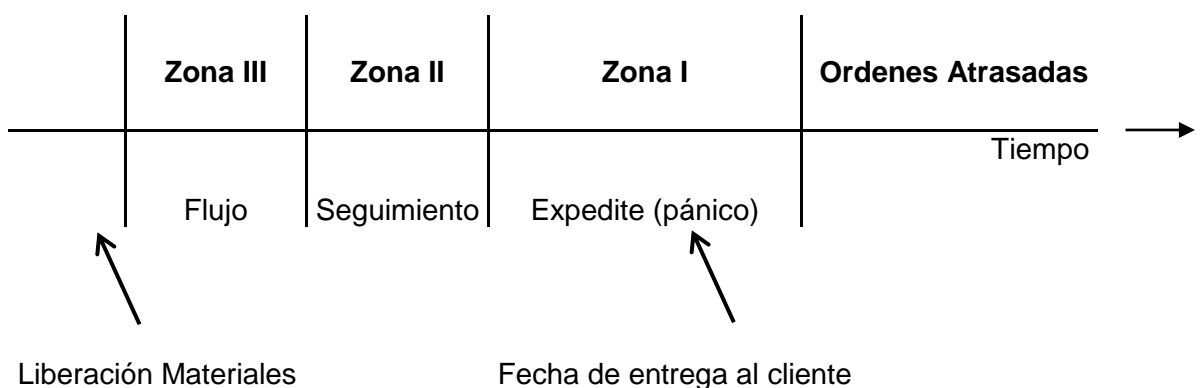 Zona III Zona II Zona I Ordenes Atrasadas
Tiempo
Flujo Seguimiento Expedite (pánico)
Liberación Materiales Fecha de entrega al cliente